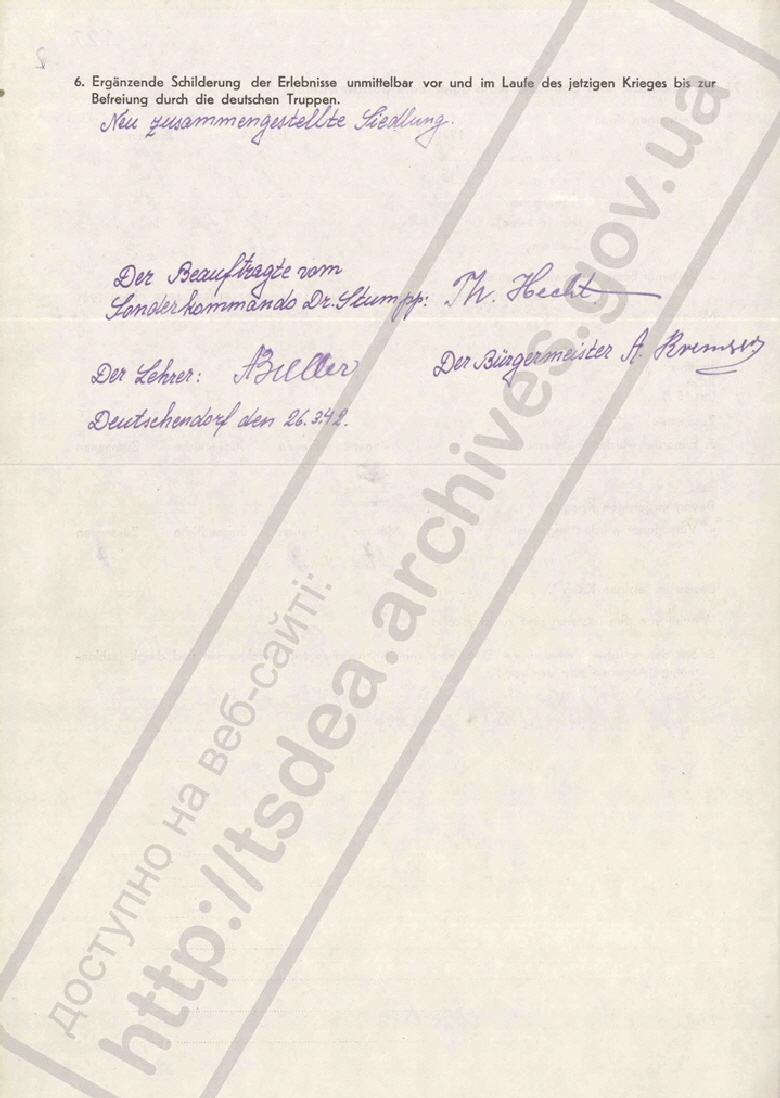 2
6. Ergänzende Schilderung der Erlebnisse unmittelbar vor und im Laufe des jetzigen Krieges bis zur
Befreiung durch die deutschen Truppen.
Neu zusammengestellte Siedlung.
Der Beauftragte vom
Sonderkommando Dr. Stumpp: Th. Hecht.
Der Lehrer:
Der Bürgermeister A.
Deutschendorf den 26.3.42.
доступно на веб-сайті:
http://tsdea.archives.gov.ua